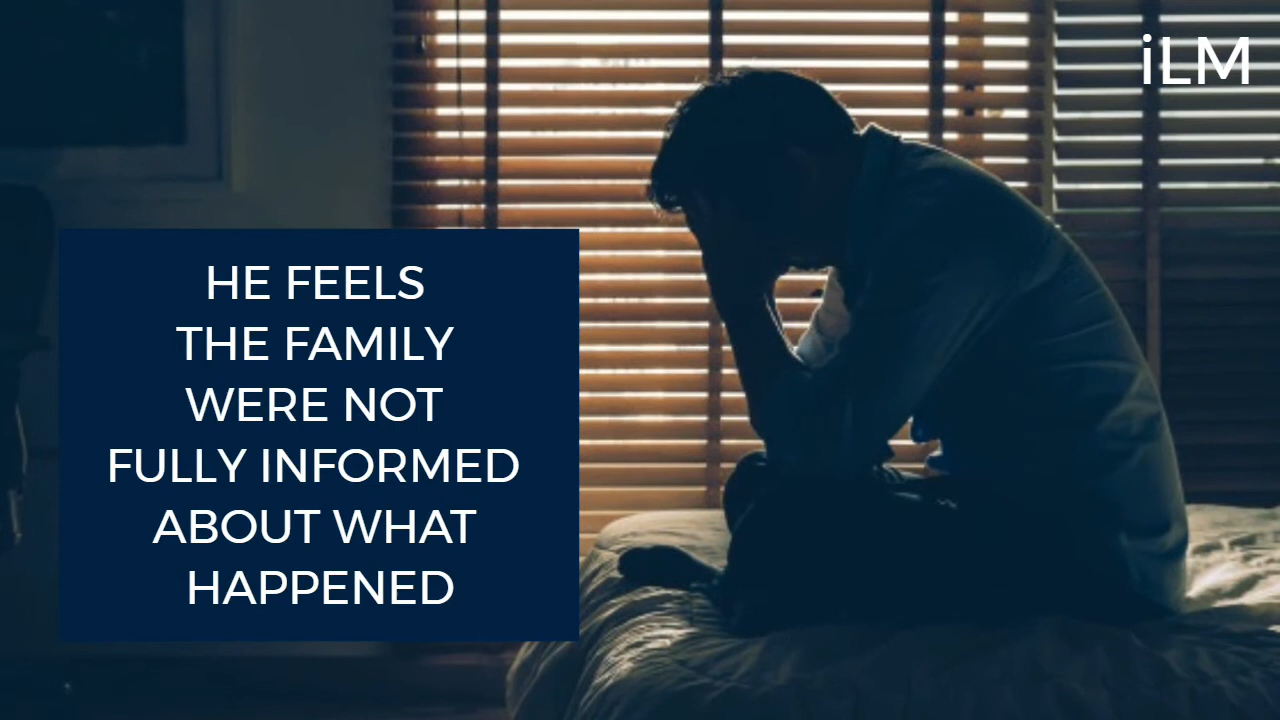 iLM
HE FEELS
THE FAMILY
WERE NOT
FULLY INFORMED
ABOUT WHAT
HAPPENED